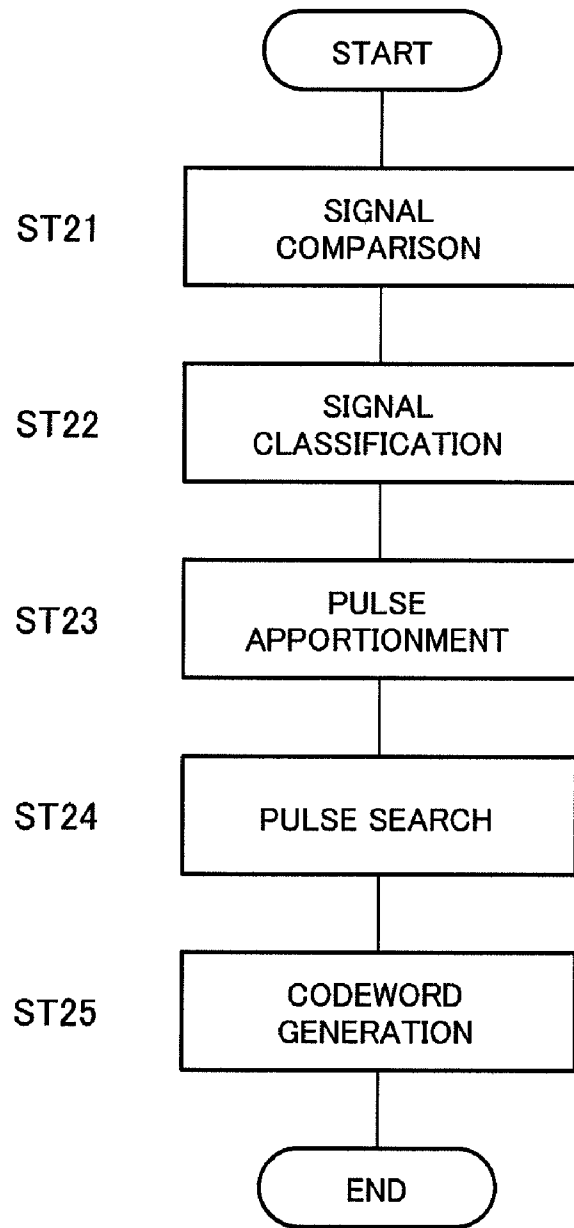 START
ST21
SIGNAL
COMPARISON
ST22
SIGNAL
CLASSIFICATION
ST23
PULSE
APPORTIONMENT
ST24
PULSE SEARCH
ST25
CODEWORD
GENERATION
END